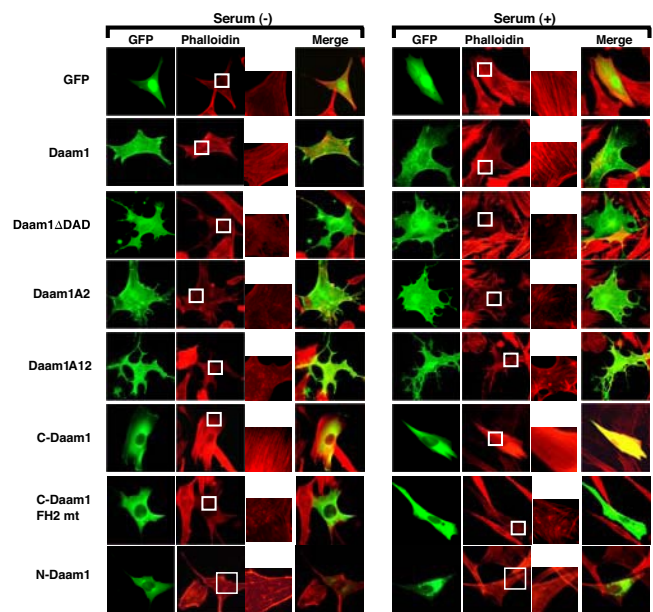 Serum (-) Serum (+)
GFP Phalloidin Merge GFP Phalloidin Merge
GFP
Daam1
Daam1ΔDAD
Daam1A2
Daam1A12
C-Daam1
C-Daam1
FH2 mt
N-Daam1